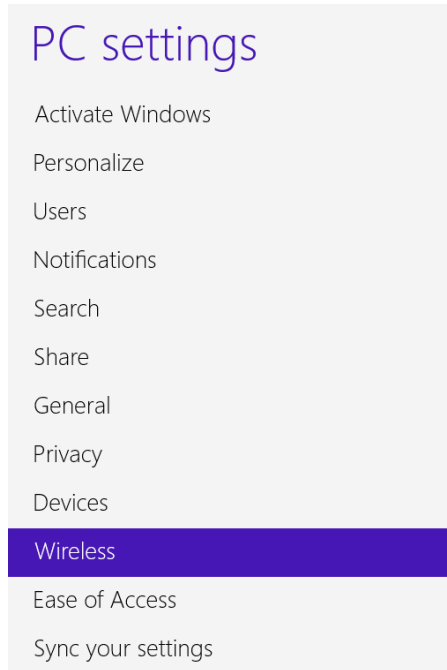 PC settings
Activate Windows
Personalize
Users
Notifications
Search
Share
General
Privacy
Devices
Wireless
Ease of Access
Sync your settings